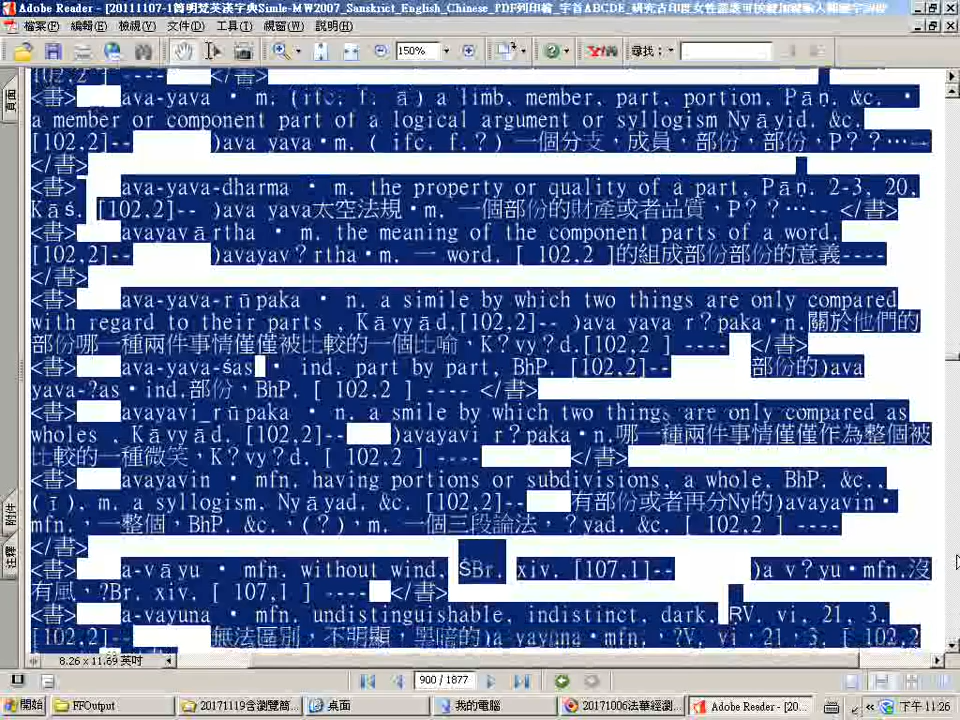 Adobe Reader - [20111107-1簡明梵英漢字典Simle-MW2007_Sanskrict_English_Chinese_PDF列印檔_字首ABCDE_研究古印度女性
檔案(F) 編輯(E) 檢視(V) 文件(D) 工具(T) 視窗(W) 說明(H)
150% 尋找：
頁面
102,2 ] ---- </書>
<書> ava-yava · m. (ifc. f. ā) a limb, member, part, portion, Pāṇ. &c. ·
a member or component part of a logical argument or syllogism Nyāyid. &c.
[102,2]-- )ava yava·m. ( ifc. f.？) 一個分支，成員，部份，部份，P？？…--
</書>
<書> ava-yava-dharma · m. the property or quality of a part, Pāṇ. 2-3, 20,
Kāś. [102,2]-- )ava yava太空法規·m. 一個部份的財產或者品質，P？？…-- </書>
<書> avayavārtha · m. the meaning of the component parts of a word.
[102,2]-- )avayav？rtha·m. 一 word. [ 102,2 ]的組成部份部份的意義----
</書>
<書> ava-yava-rūpaka · n. a simile by which two things are only compared
with regard to their parts , Kāvyād.[102,2]-- )ava yava r？paka·n.關於他們的
部份哪一種兩件事情僅僅被比較的一個比喻，K？vy？d.[102,2 ] ---- </書>
<書> ava-yava-śas · ind. part by part, BhP. [102,2]-- 部份的)ava
yava-?as·ind.部份，BhP. [ 102,2 ] ---- </書>
<書> avayavi_rūpaka · n. a smile by which two things are only compared as
wholes , Kāvyād. [102,2]-- )avayavi r？paka·n.哪一種兩件事情僅僅作為整個被
比較的一種微笑，K？vy？d. [ 102,2 ] ---- </書>
<書> avayavin · mfn. having portions or subdivisions, a whole, BhP., &c..
(ī), m. a syllogism, Nyāyad, &c. [102,2]-- 有部份或者再分Ny的)avayavin·
mfn.，一整個，BhP. &c.，(？)，m. 一個三段論法，？yad. &c. [ 102,2 ] ----
</書>
<書> a-vāyu · mfn. without wind, ŚBr. xiv. [107,1]-- )a v？yu·mfn.沒
有風，?Br. xiv. [ 107,1 ] ---- </書>
<書> a-vayuna · mfn. undistinguishable, indistinct, dark, RV. vi, 21, 3.
[102,2]-- 無法區別，不明顯，黑暗的)a vayuna·mfn.，?V. vi，21，3. [ 102,2
附件
注釋
8.26 x 11.69 英吋
900 / 1877
開始 FFOutput 20171119含瀏覽簡... 桌面 我的電腦 20171006法華經瀏... Adobe Reader - [20... 下午 11:26